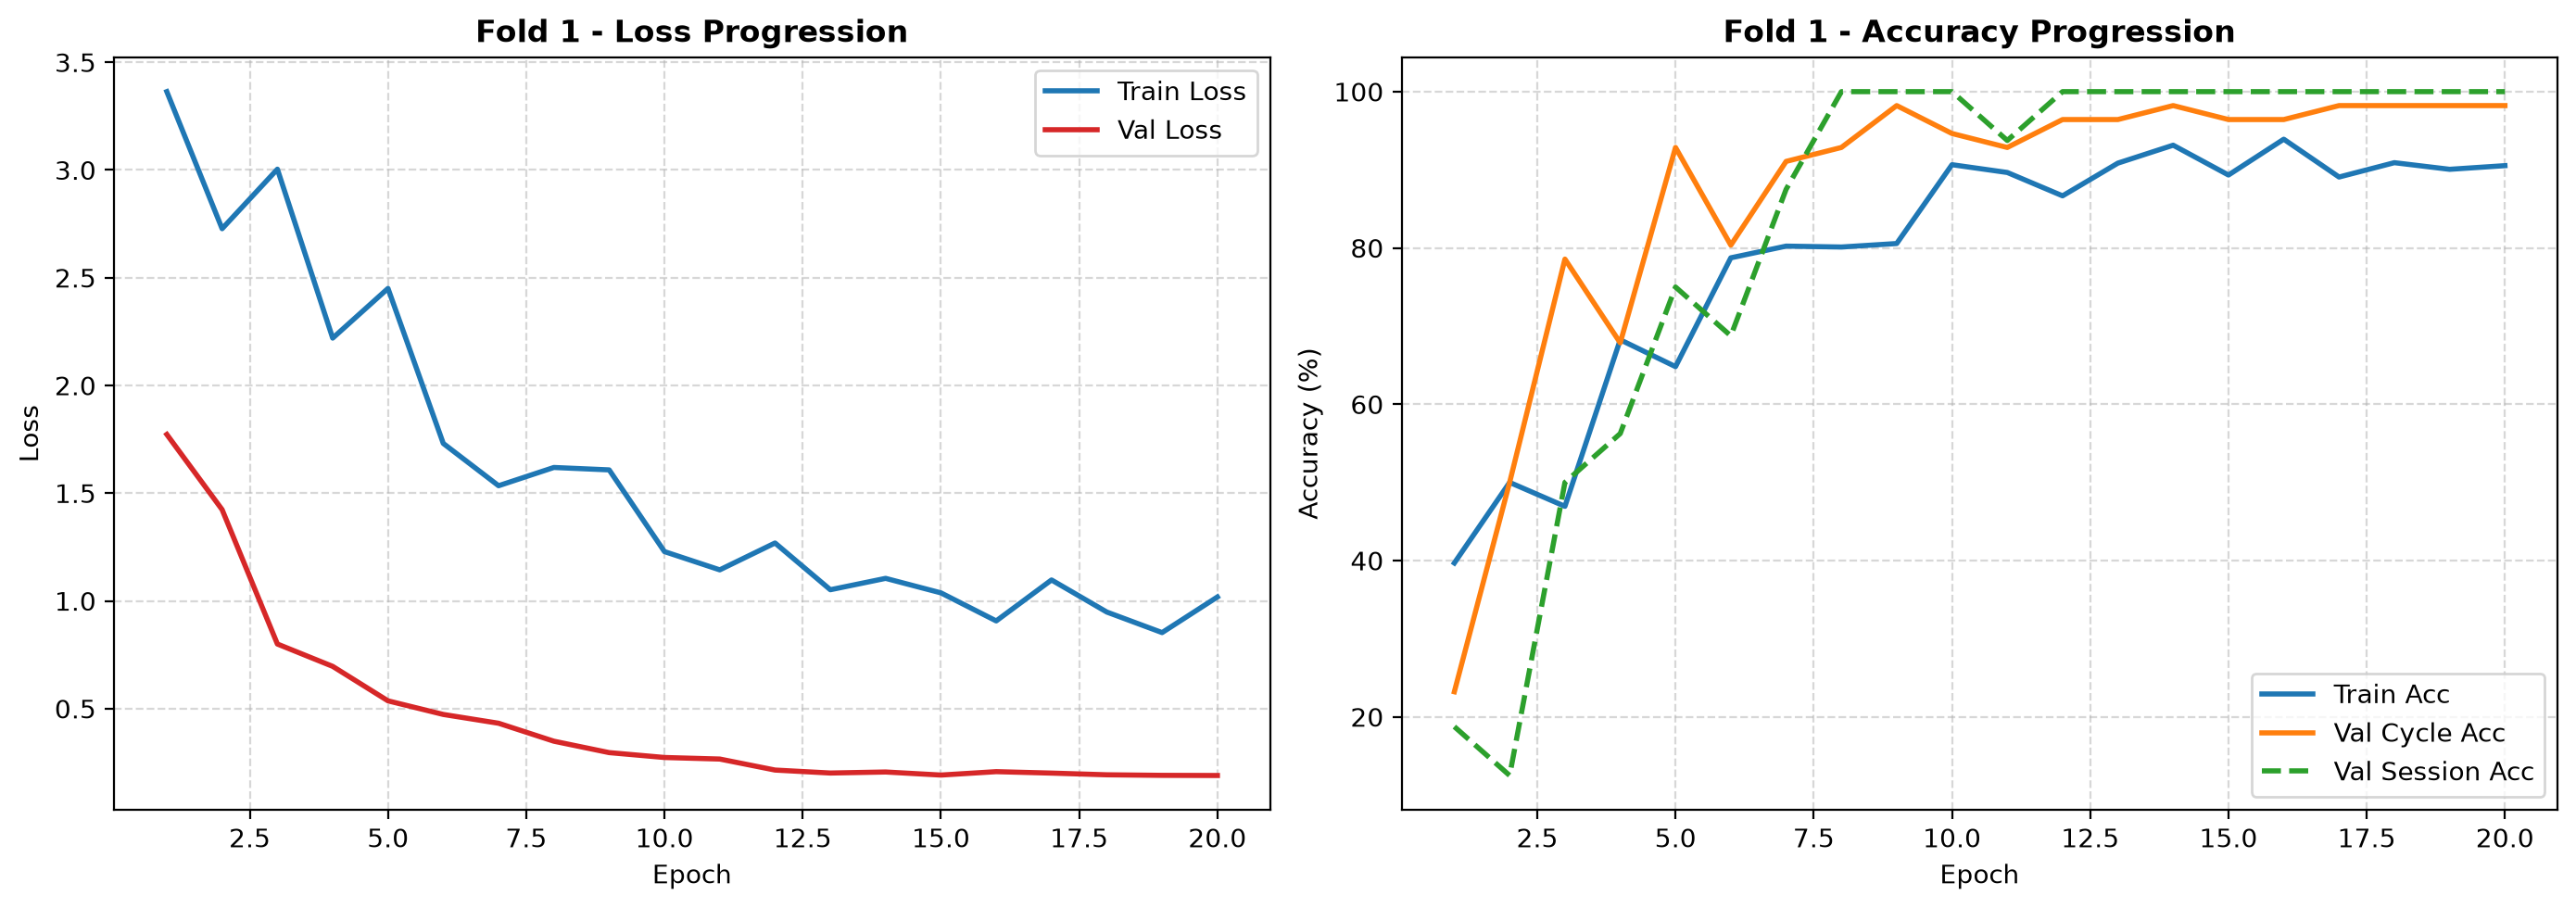 Fold 1 - Loss Progression
3.5
3.0
2.5
2.0
1.5
1.0
0.5
Loss
Train Loss
Val Loss
2.5 5.0 7.5 10.0 12.5 15.0 17.5 20.0
Epoch
Fold 1 - Accuracy Progression
100
80
60
40
20
Accuracy (%)
Train Acc
Val Cycle Acc
Val Session Acc
2.5 5.0 7.5 10.0 12.5 15.0 17.5 20.0
Epoch